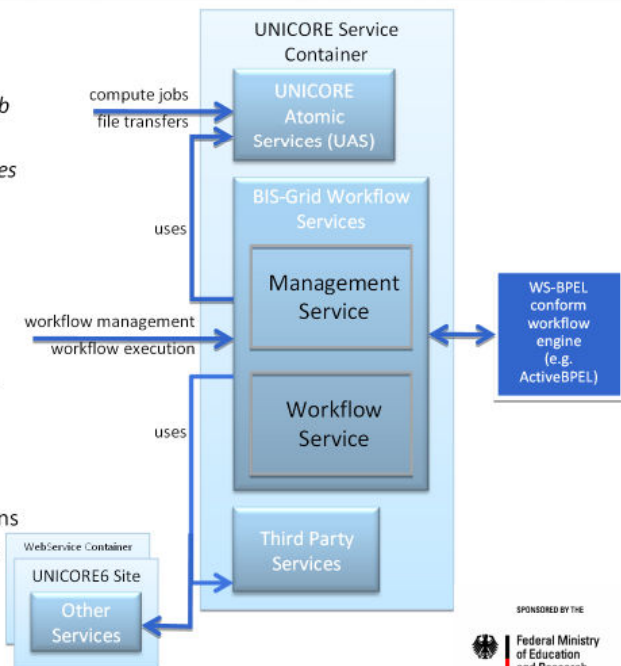 UNICORE Service
Container
compute jobs
file transfers
UNICORE
Atomic
Services (UAS)
uses
BIS-Grid Workflow
Services
Management
Service
workflow management
workflow execution
WS-BPEL
conform
workflow
engine
(e.g.
ActiveBPEL)
Workflow
Service
uses
Third Party
Services
WebService Container
UNICORE6 Site
Other
Services
SPONSORED BY THE
Federal Ministry
of Education
and Research